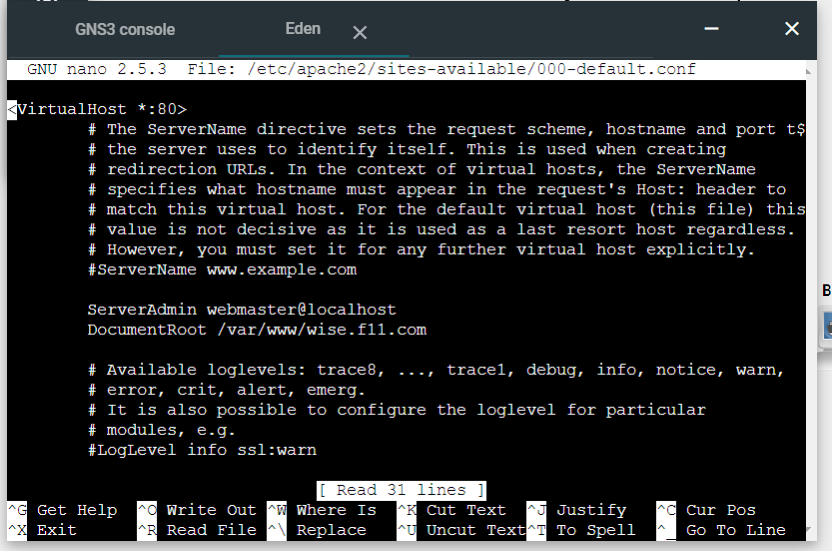 GNS3 console Eden
GNU nano 2.5.3 File: /etc/apache2/sites-available/000-default.conf
<VirtualHost *:80>
# The ServerName directive sets the request scheme, hostname and port t$
# the server uses to identify itself. This is used when creating
# redirection URLs. In the context of virtual hosts, the ServerName
# specifies what hostname must appear in the request's Host: header to
# match this virtual host. For the default virtual host (this file) this
# value is not decisive as it is used as a last resort host regardless.
# However, you must set it for any further virtual host explicitly.
#ServerName www.example.com
ServerAdmin webmaster@localhost
DocumentRoot /var/www/wise.f11.com
# Available loglevels: trace8, ..., trace1, debug, info, notice, warn,
# error, crit, alert, emerg.
# It is also possible to configure the loglevel for particular
# modules, e.g.
#LogLevel info ssl:warn
[ Read 31 lines ]
^G Get Help ^O Write Out ^W Where Is ^K Cut Text ^J Justify ^C Cur Pos
^X Exit ^R Read File ^\ Replace ^U Uncut Text ^T To Spell ^_ Go To Line
B